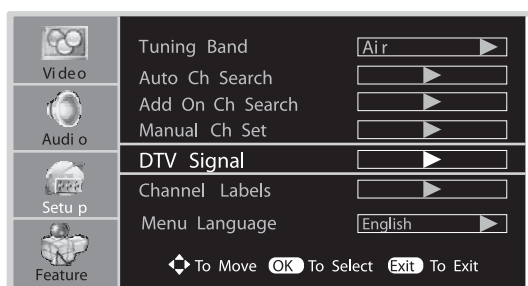 Video
Audio
Setup
Feature
Tuning Band Air
Auto Ch Search
Add On Ch Search
Manual Ch Set
DTV Signal
Channel Labels
Menu Language English
To Move OK To Select Exit To Exit